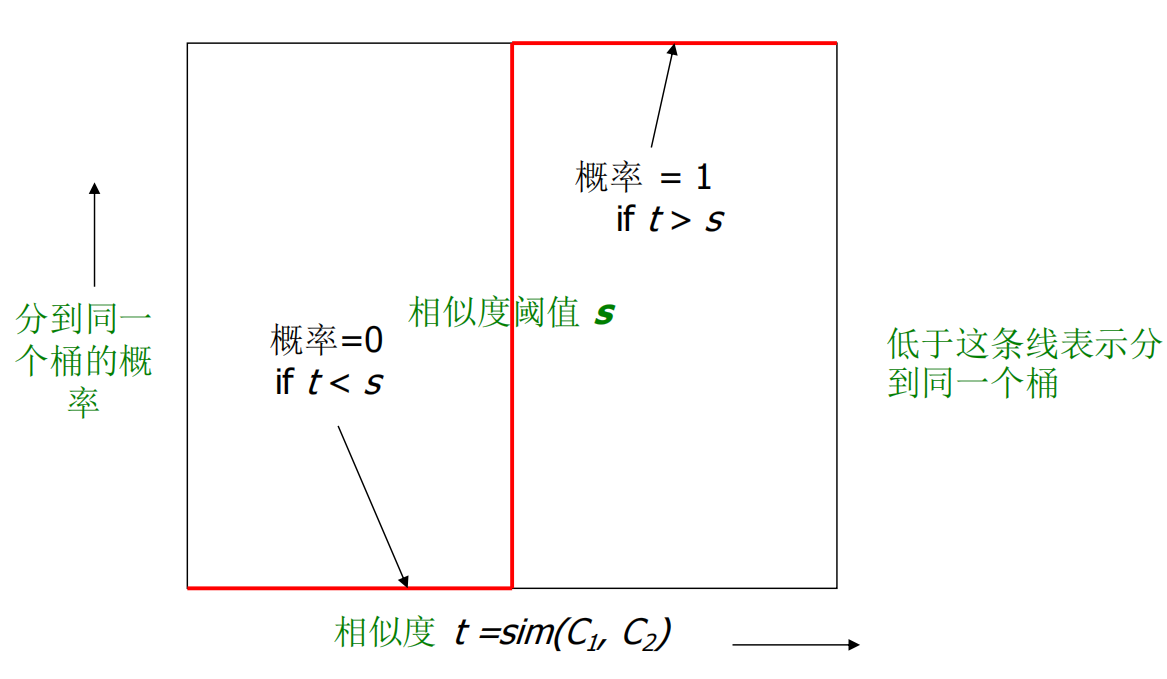 概率 = 1
if t > s
相似度阈值 s
分到同一
个桶的概
率
概率=0
if t < s
低于这条线表示分
到同一个桶
相似度 t =sim(C1, C2)